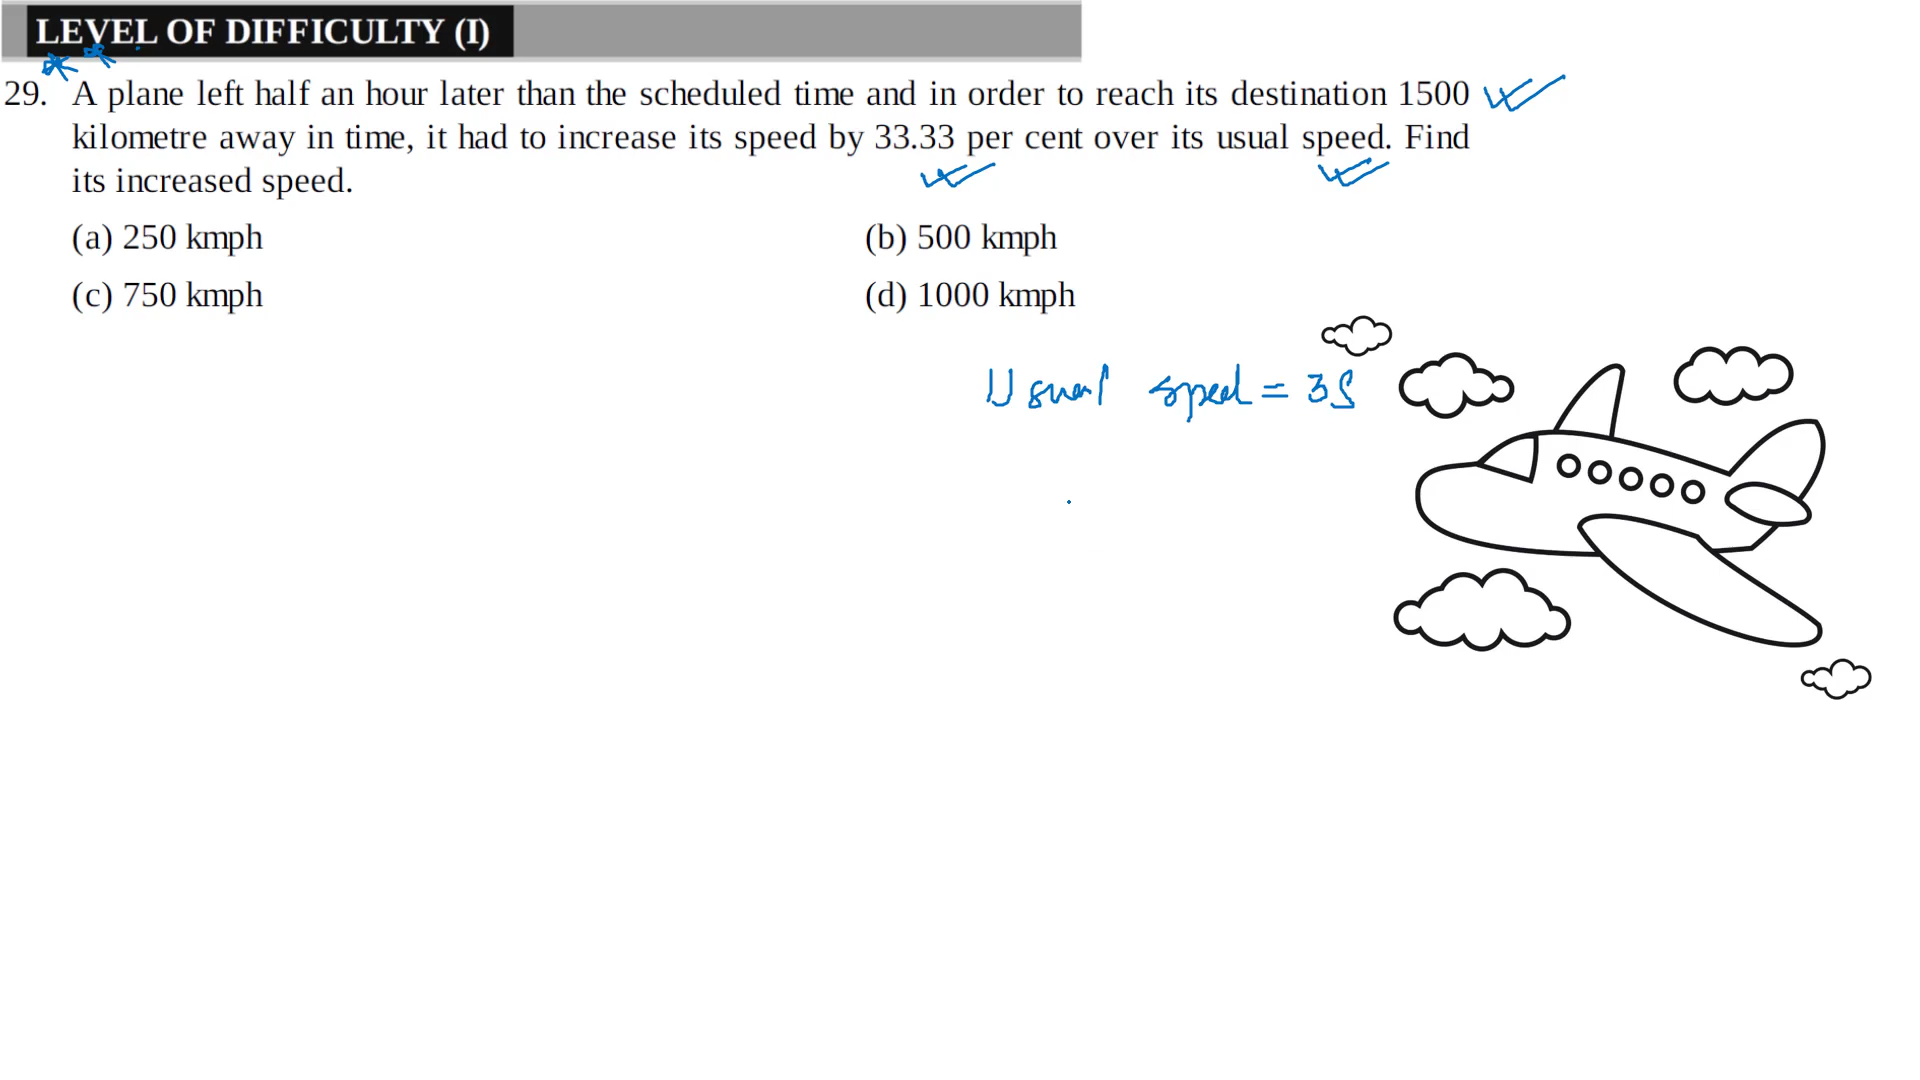 LEVEL OF DIFFICULTY (I)
29. A plane left half an hour later than the scheduled time and in order to reach its destination 1500
kilometre away in time, it had to increase its speed by 33.33 per cent over its usual speed. Find
its increased speed.
(a) 250 kmph (b) 500 kmph
(c) 750 kmph (d) 1000 kmph
Usual speed = 3S